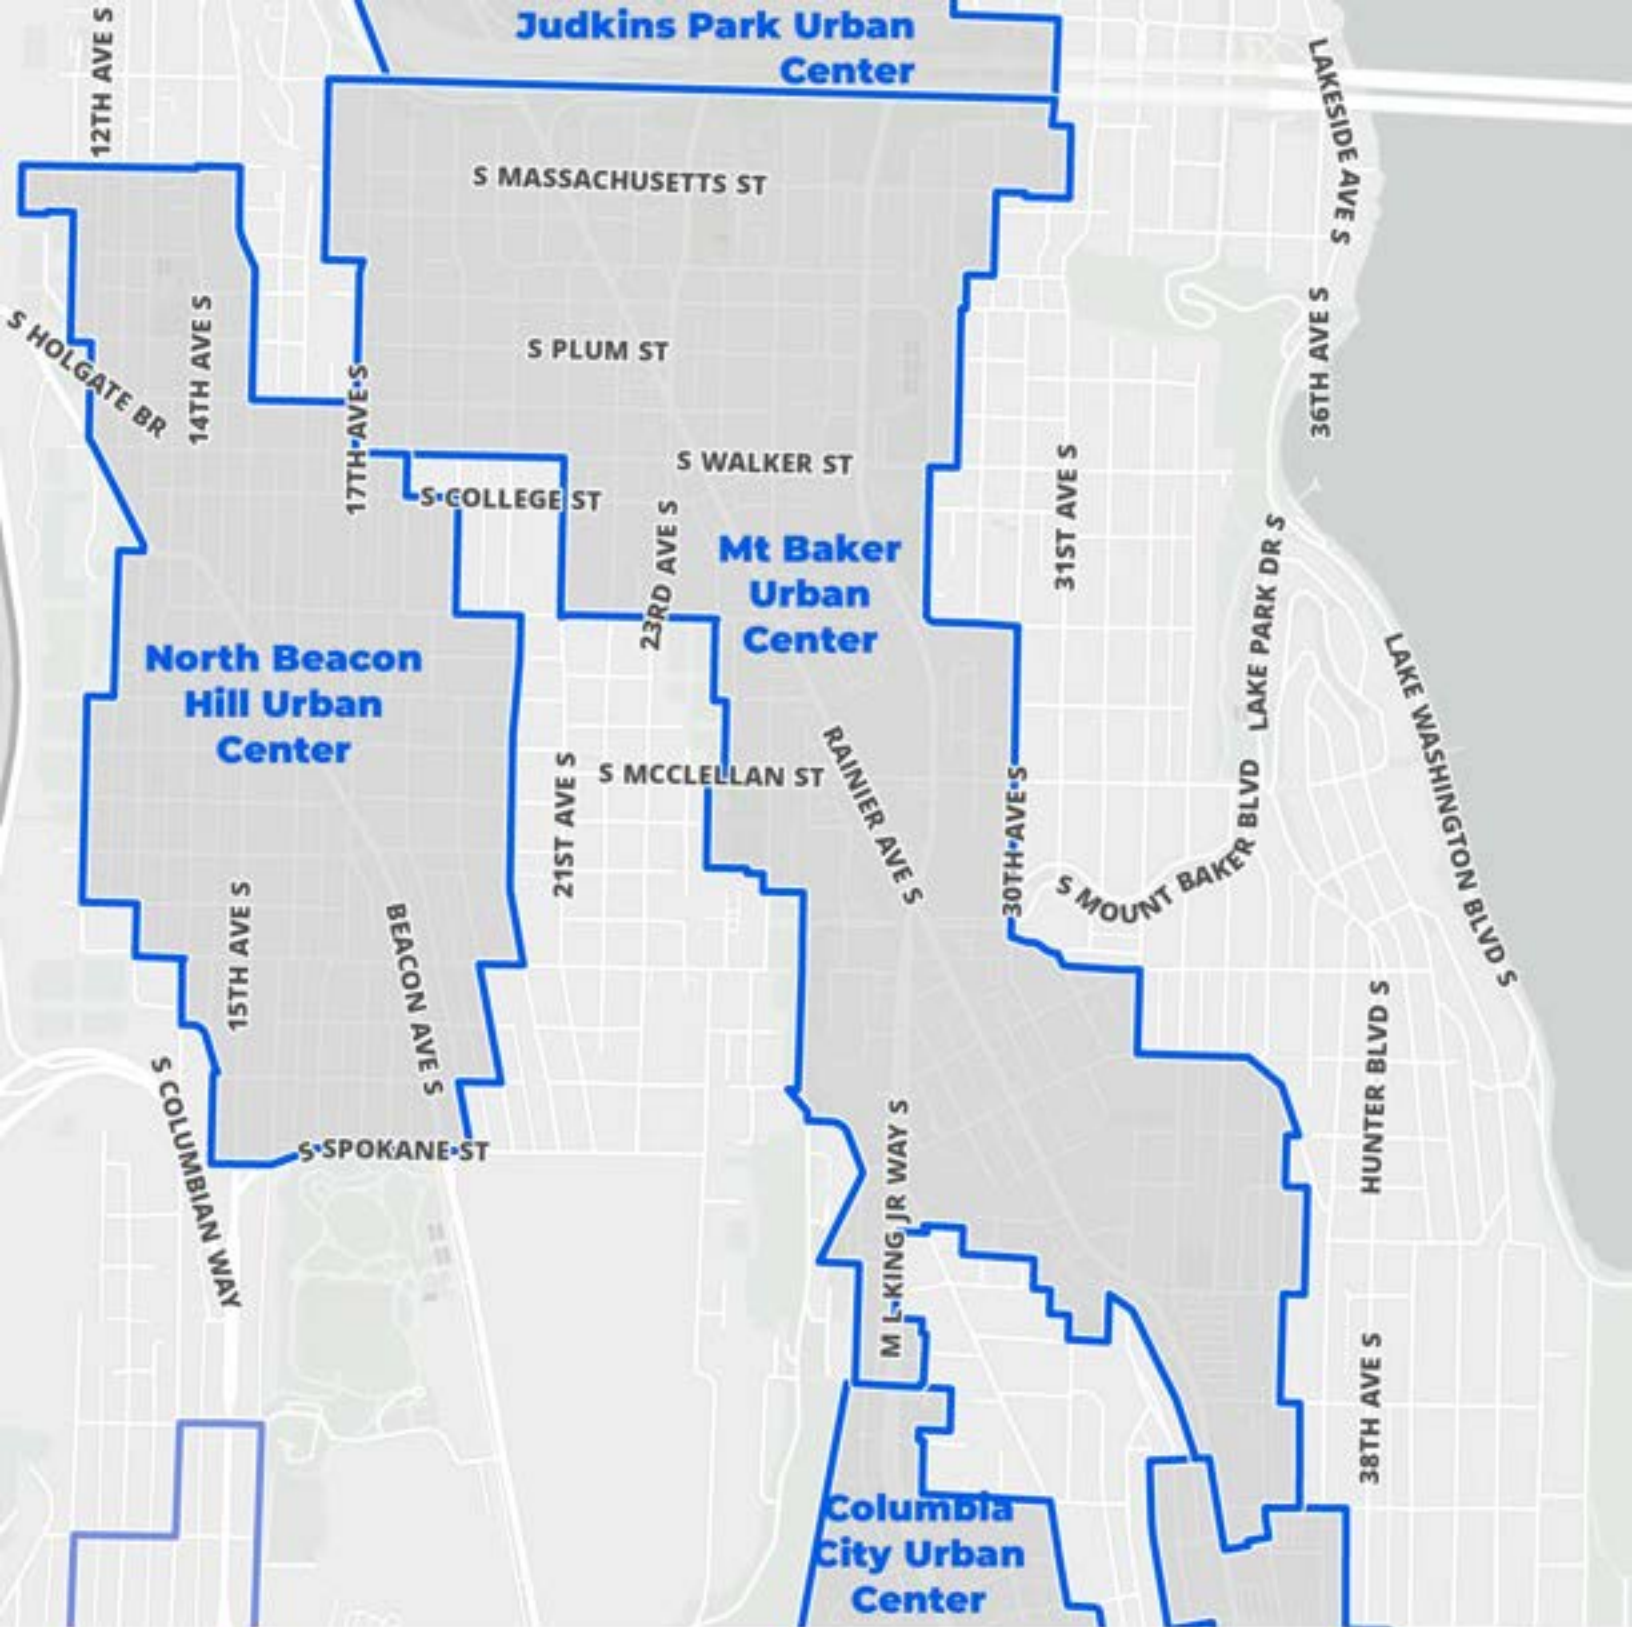 Judkins Park Urban
Center
12TH AVE S
LAKESIDE AVE S
S MASSACHUSETTS ST
S HOLGATE BR
14TH AVE S
17TH AVE S
S PLUM ST
36TH AVE S
S WALKER ST
S COLLEGE ST
23RD AVE S
31ST AVE S
Mt Baker
Urban
Center
LAKE PARK DR S
North Beacon
Hill Urban
Center
LAKE WASHINGTON BLVD S
S MCCLELLAN ST
21ST AVE S
RAINIER AVE S
30TH AVE S
S MOUNT BAKER BLVD
15TH AVE S
BEACON AVE S
HUNTER BLVD S
S COLUMBIAN WAY
S SPOKANE ST
M L KING JR WAY S
38TH AVE S
Columbia
City Urban
Center